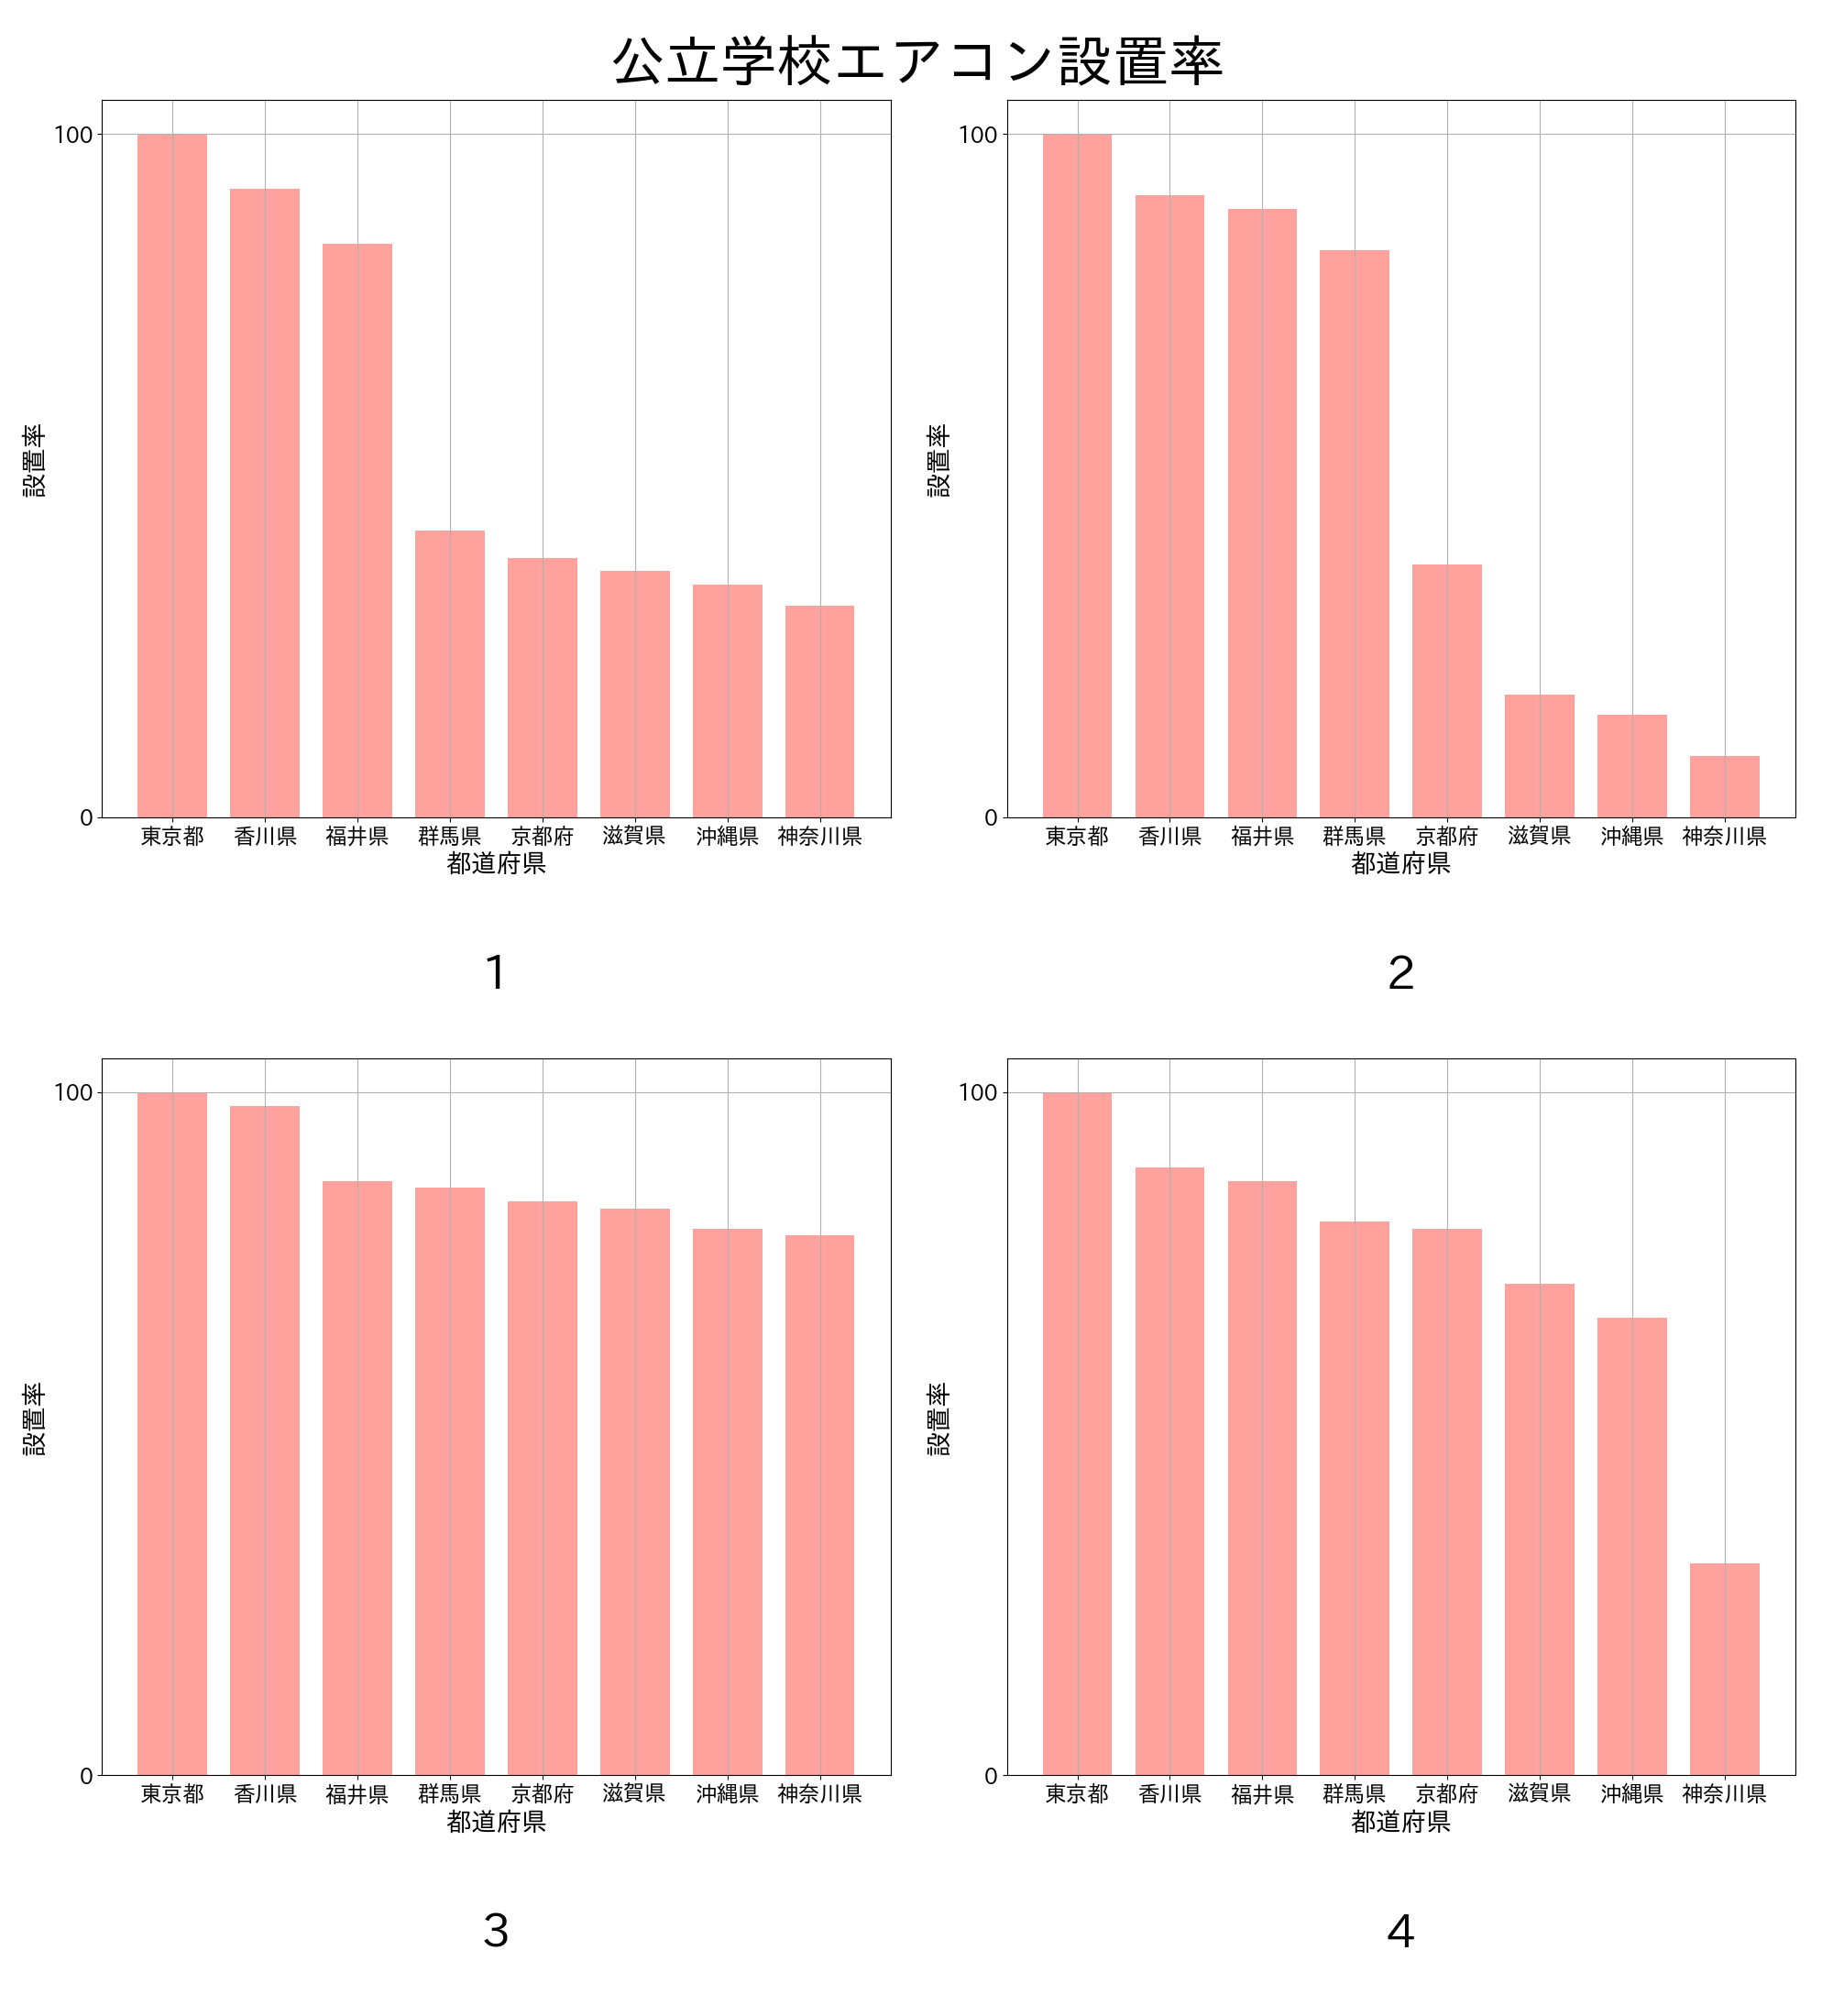 公立学校エアコン設置率
100
0
設置率
東京都 香川県 福井県 群馬県 京都府 滋賀県 沖縄県 神奈川県
都道府県
1
100
0
設置率
東京都 香川県 福井県 群馬県 京都府 滋賀県 沖縄県 神奈川県
都道府県
2
100
0
設置率
東京都 香川県 福井県 群馬県 京都府 滋賀県 沖縄県 神奈川県
都道府県
3
100
0
設置率
東京都 香川県 福井県 群馬県 京都府 滋賀県 沖縄県 神奈川県
都道府県
4